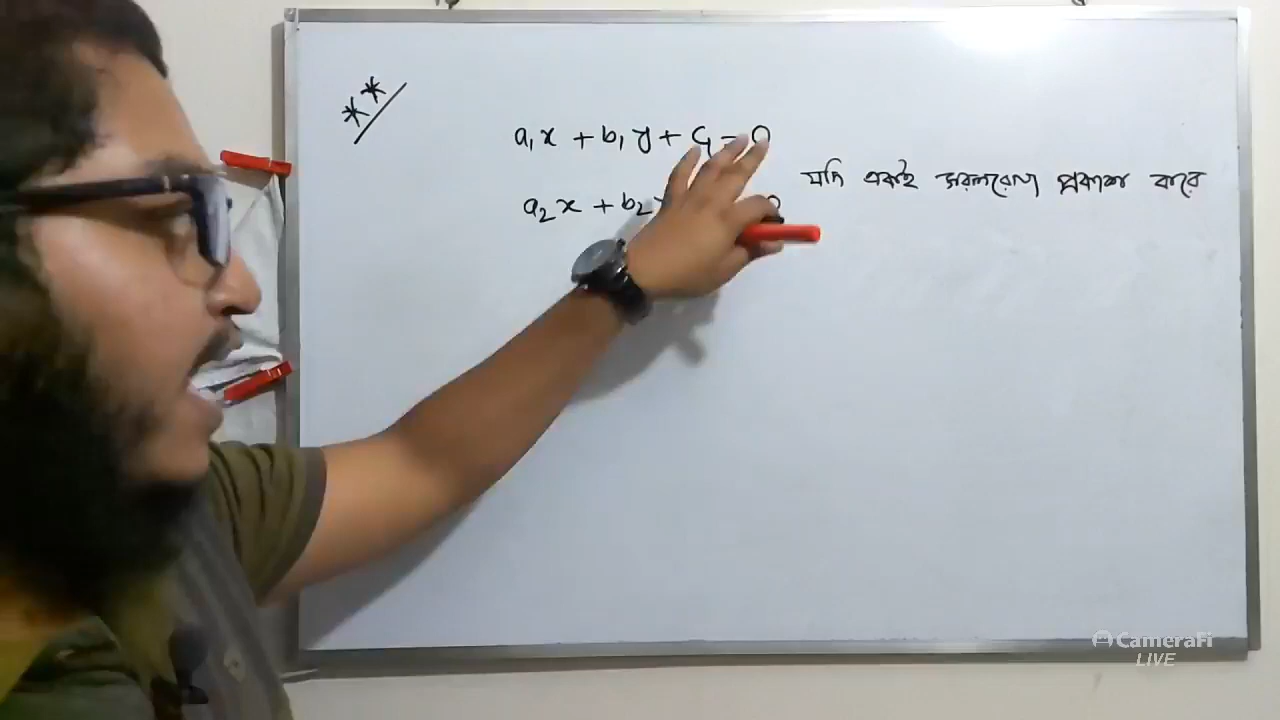 **
a₁x + b₁y + c₁ = 0
a₂x + b₂
যদি একই সরলরেখা প্রকাশ করে
CameraFi
LIVE